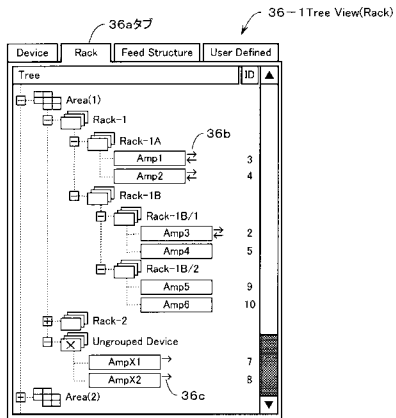 36aタブ
36-1Tree View(Rack)
Device Rack Feed Structure User Defined
Tree ID
Area(1)
Rack-1
Rack-1A
36b
Amp1 3
Amp2 4
Rack-1B
Rack-1B/1
Amp3 2
Amp4 5
Rack-1B/2
Amp5 9
Amp6 10
Rack-2
Ungrouped Device
AmpX1 7
AmpX2 8
36c
Area(2)